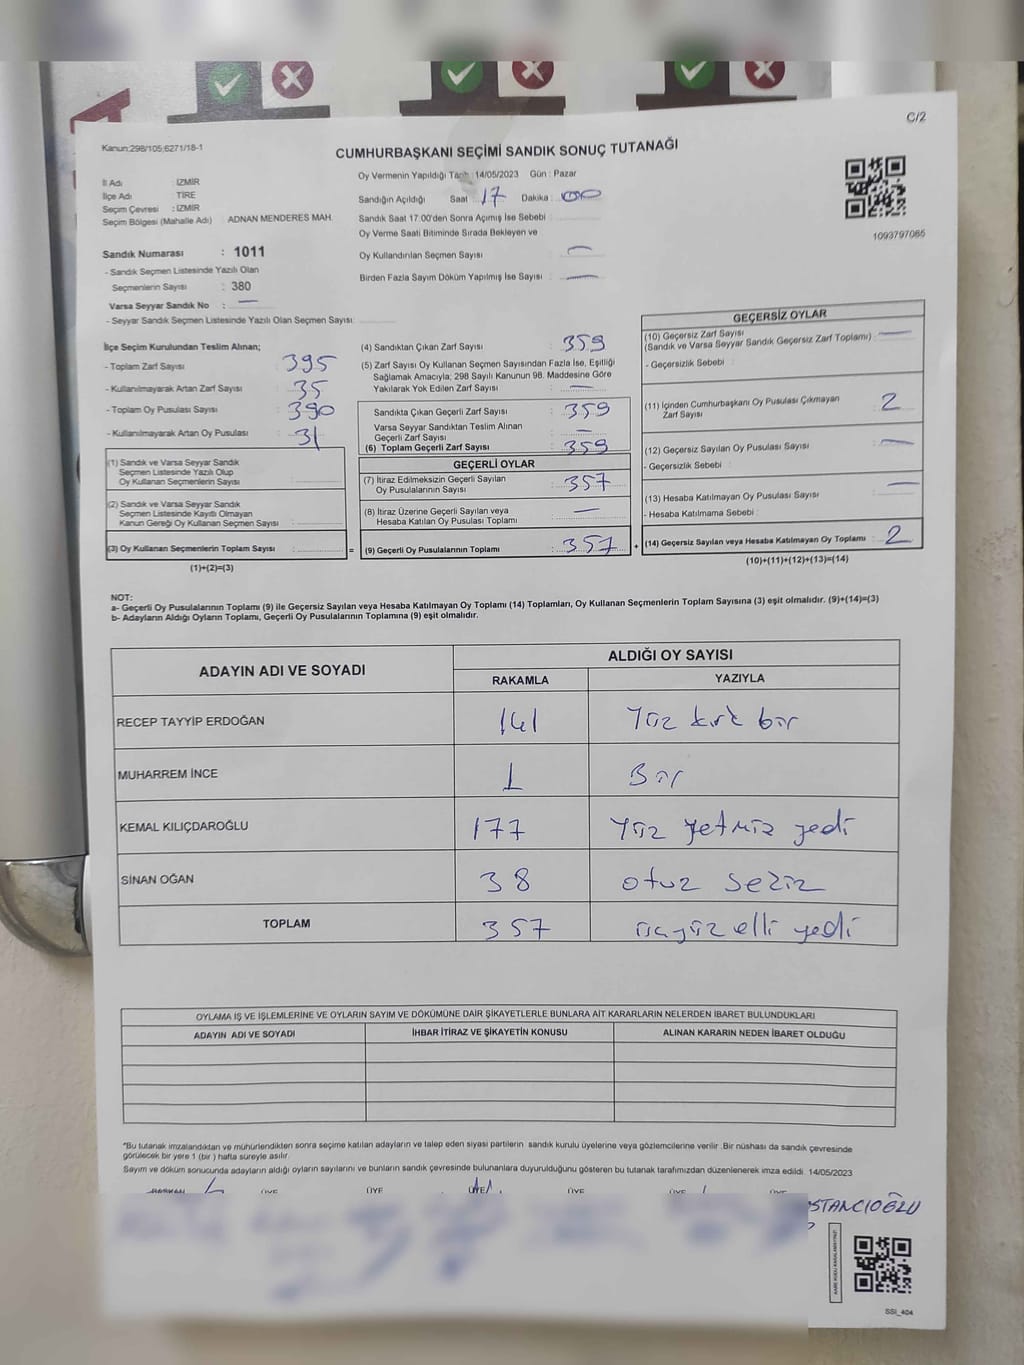 C/2
Kanun:298/105;6271/18-1
CUMHURBAŞKANI SEÇİMİ SANDIK SONUÇ TUTANAĞI
İl Adı : İZMİR
İlçe Adı : TİRE
Seçim Çevresi : İZMİR
Seçim Bölgesi (Mahalle Adı) ADNAN MENDERES MAH.
Oy Vermenin Yapıldığı Tarih : 14/05/2023 Gün : Pazar
Sandığın Açıldığı Saat : 17 Dakika : 00
Sandık Saat 17:00'den Sonra Açmış İse Sebebi :
Oy Verme Saati Bitiminde Sırada Bekleyen ve
Oy Kullandırılan Seçmen Sayısı : —
Birden Fazla Sayım Döküm Yapılmış İse Sayısı : —
1093797065
Sandık Numarası : 1011
- Sandık Seçmen Listesinde Yazılı Olan
Seçmenlerin Sayısı : 380
Varsa Seyyar Sandık No : —
- Seyyar Sandık Seçmen Listesinde Yazılı Olan Seçmen Sayısı:
İlçe Seçim Kurulundan Teslim Alınan;
- Toplam Zarf Sayısı : 395
- Kullanılmayarak Artan Zarf Sayısı : 35
- Toplam Oy Pusulası Sayısı : 390
- Kullanılmayarak Artan Oy Pusulası : 31
(1) Sandık ve Varsa Seyyar Sandık
Seçmen Listesinde Yazılı Olup
Oy Kullanan Seçmenlerin Sayısı :
(2) Sandık ve Varsa Seyyar Sandık
Seçmen Listesinde Kayıtlı Olmayan
Kanun Gereği Oy Kullanan Seçmen Sayısı :
(3) Oy Kullanan Seçmenlerin Toplam Sayısı : =
(1)+(2)=(3)
(4) Sandıktan Çıkan Zarf Sayısı : 359
(5) Zarf Sayısı Oy Kullanan Seçmen Sayısından Fazla İse, Eşitliği
Sağlamak Amacıyla; 298 Sayılı Kanunun 98. Maddesine Göre
Yakılarak Yok Edilen Zarf Sayısı : —
Sandıkta Çıkan Geçerli Zarf Sayısı : 359
Varsa Seyyar Sandıktan Teslim Alınan
Geçerli Zarf Sayısı : —
(6) Toplam Geçerli Zarf Sayısı : 359
GEÇERLİ OYLAR
(7) İtiraz Edilmeksizin Geçerli Sayılan
Oy Pusulalarının Sayısı : 357
(8) İtiraz Üzerine Geçerli Sayılan veya
Hesaba Katılan Oy Pusulası Toplamı : —
(9) Geçerli Oy Pusulalarının Toplamı : 357 +
GEÇERSİZ OYLAR
(10) Geçersiz Zarf Sayısı : —
(Sandık ve Varsa Seyyar Sandık Geçersiz Zarf Toplamı)
- Geçersizlik Sebebi :
(11) İçinden Cumhurbaşkanı Oy Pusulası Çıkmayan
Zarf Sayısı : 2
(12) Geçersiz Sayılan Oy Pusulası Sayısı : —
- Geçersizlik Sebebi :
(13) Hesaba Katılmayan Oy Pusulası Sayısı : —
- Hesaba Katılmama Sebebi :
(14) Geçersiz Sayılan veya Hesaba Katılmayan Oy Toplamı : 2
(10)+(11)+(12)+(13)=(14)
NOT:
a- Geçerli Oy Pusulalarının Toplamı (9) ile Geçersiz Sayılan veya Hesaba Katılmayan Oy Toplamı (14) Toplamları, Oy Kullanan Seçmenlerin Toplam Sayısına (3) eşit olmalıdır. (9)+(14)=(3)
b- Adayların Aldığı Oyların Toplamı, Geçerli Oy Pusulalarının Toplamına (9) eşit olmalıdır.
ADAYIN ADI VE SOYADI ALDIĞI OY SAYISI
RAKAMLA YAZIYLA
RECEP TAYYİP ERDOĞAN 141 Yüz kırk bir
MUHARREM İNCE 1 Bir
KEMAL KILIÇDAROĞLU 177 Yüz yetmiz yedi
SİNAN OĞAN 38 otuz sekiz
TOPLAM 357 üçyüz elli yedi
OYLAMA İŞ VE İŞLEMLERİNE VE OYLARIN SAYIM VE DÖKÜMÜNE DAİR ŞİKAYETLERLE BUNLARA AİT KARARLARIN NELERDEN İBARET BULUNDUKLARI
ADAYIN ADI VE SOYADI İHBAR İTİRAZ VE ŞİKAYETİN KONUSU ALINAN KARARIN NEDEN İBARET OLDUĞU
*Bu tutanak imzalandıktan ve mühürlendikten sonra seçime katılan adayların ve talep eden siyasi partilerin sandık kurulu üyelerine veya gözlemcilerine verilir. Bir nüshası da sandık çevresinde
görülecek bir yere 1 (bir) hafta süreyle asılır.
Sayım ve döküm sonucunda adayların aldığı oyların sayılarını ve bunların sandık çevresinde bulunanlara duyurulduğunu gösteren bu tutanak tarafımızdan düzenlenerek imza edildi. 14/05/2023
BAŞKAN ÜYE ÜYE ÜYE ÜYE ÜYE ÜYE
STANCIOĞLU
SSI_404